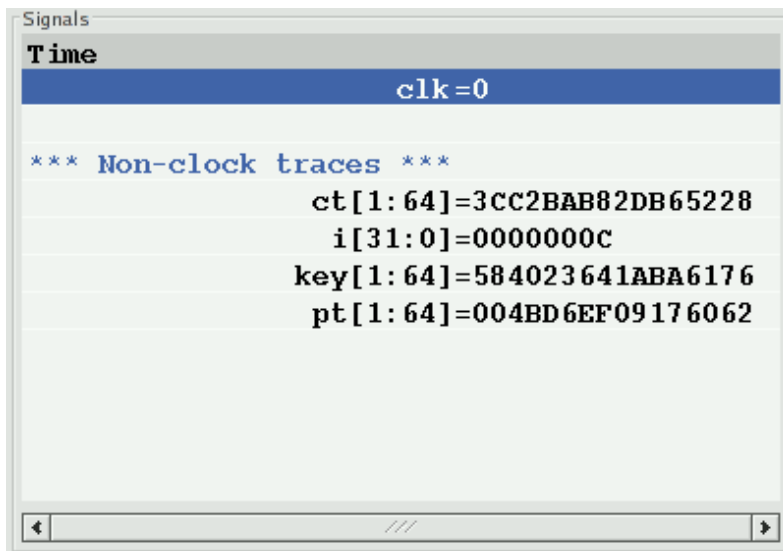 Signals
Time
clk=0
*** Non-clock traces ***
ct[1:64]=3CC2BAB82DB65228
i[31:0]=0000000C
key[1:64]=584023641ABA6176
pt[1:64]=004BD6EF09176062